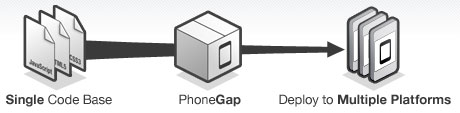 JavaScript
HTML5
CSS3
Single Code Base
PhoneGap
Deploy to Multiple Platforms